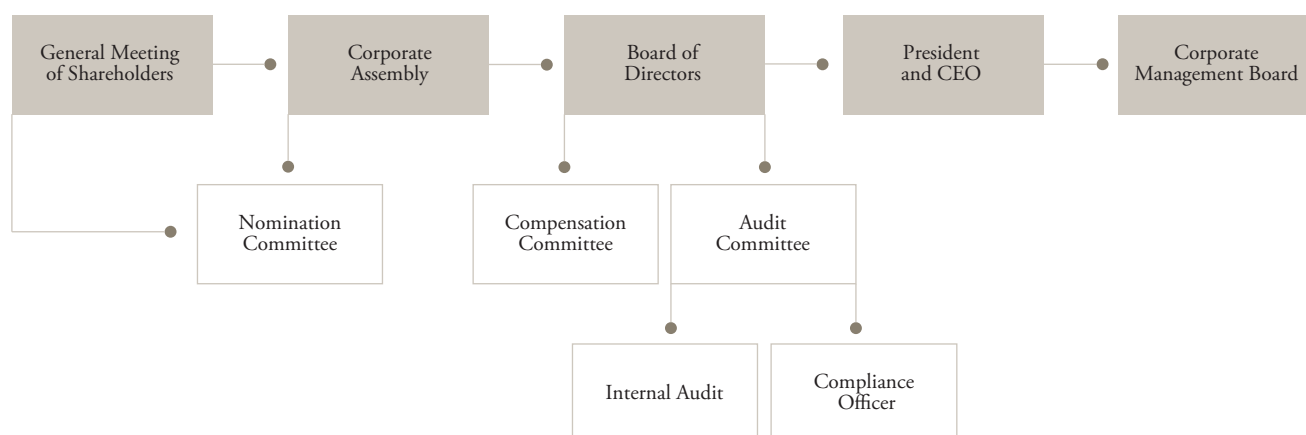 General Meeting
of Shareholders
Corporate
Assembly
Board of
Directors
President
and CEO
Corporate
Management Board
Nomination
Committee
Compensation
Committee
Audit
Committee
Internal Audit
Compliance
Officer